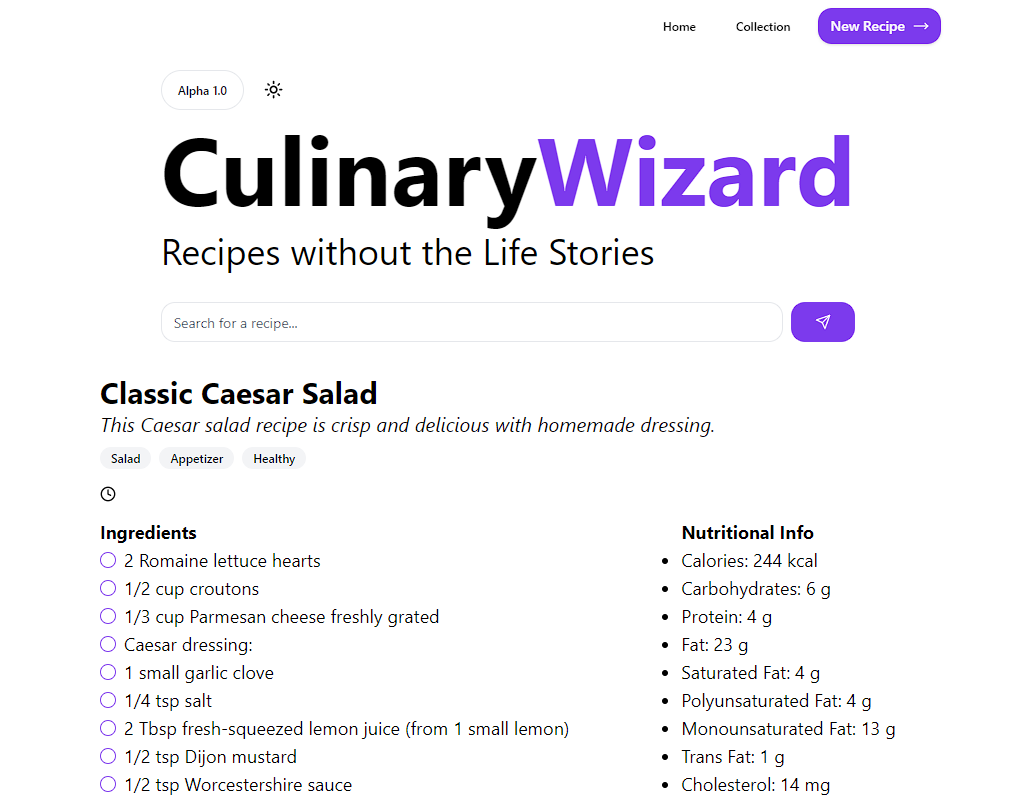 Home
Collection
New Recipe
Alpha 1.0
CulinaryWizard
Recipes without the Life Stories
Search for a recipe...
Classic Caesar Salad
This Caesar salad recipe is crisp and delicious with homemade dressing.
Salad
Appetizer
Healthy
Ingredients
2 Romaine lettuce hearts
1/2 cup croutons
1/3 cup Parmesan cheese freshly grated
Caesar dressing:
1 small garlic clove
1/4 tsp salt
2 Tbsp fresh-squeezed lemon juice (from 1 small lemon)
1/2 tsp Dijon mustard
1/2 tsp Worcestershire sauce
Nutritional Info
Calories: 244 kcal
Carbohydrates: 6 g
Protein: 4 g
Fat: 23 g
Saturated Fat: 4 g
Polyunsaturated Fat: 4 g
Monounsaturated Fat: 13 g
Trans Fat: 1 g
Cholesterol: 14 mg